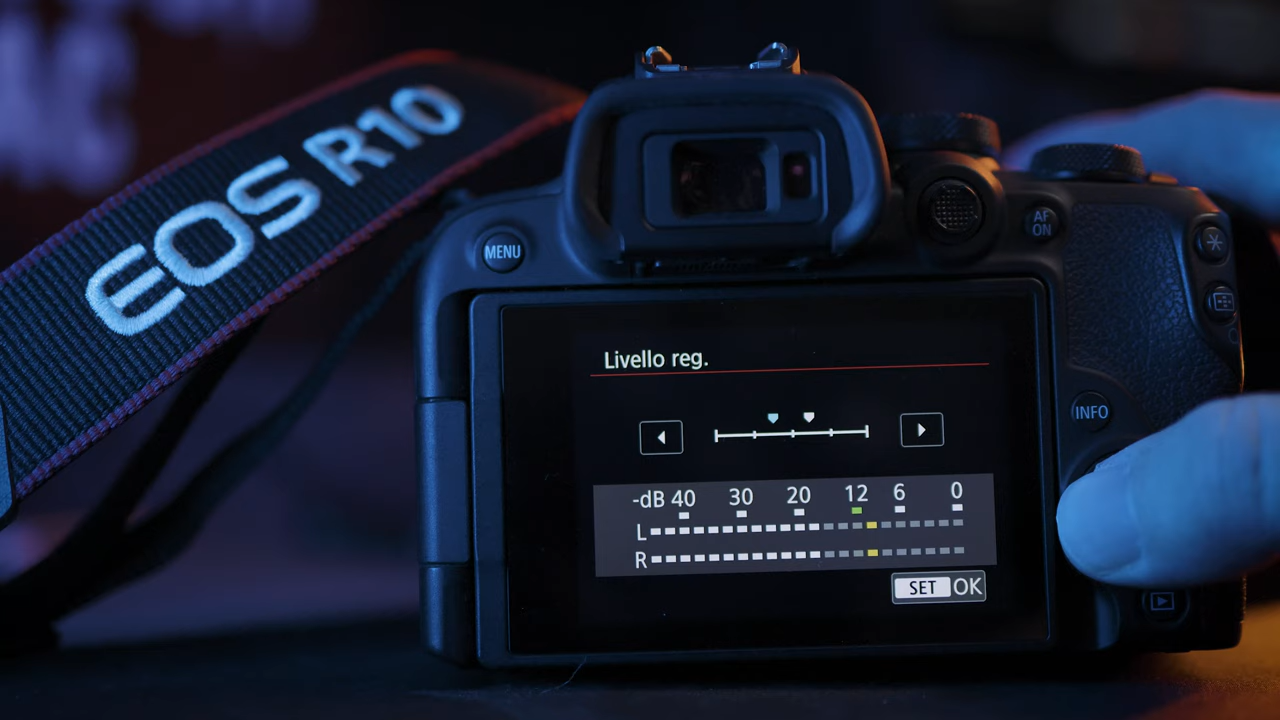 EOS R10
MENU
AF
ON
Livello reg.
INFO
-dB 40 30 20 12 6 0
L
R
SET OK